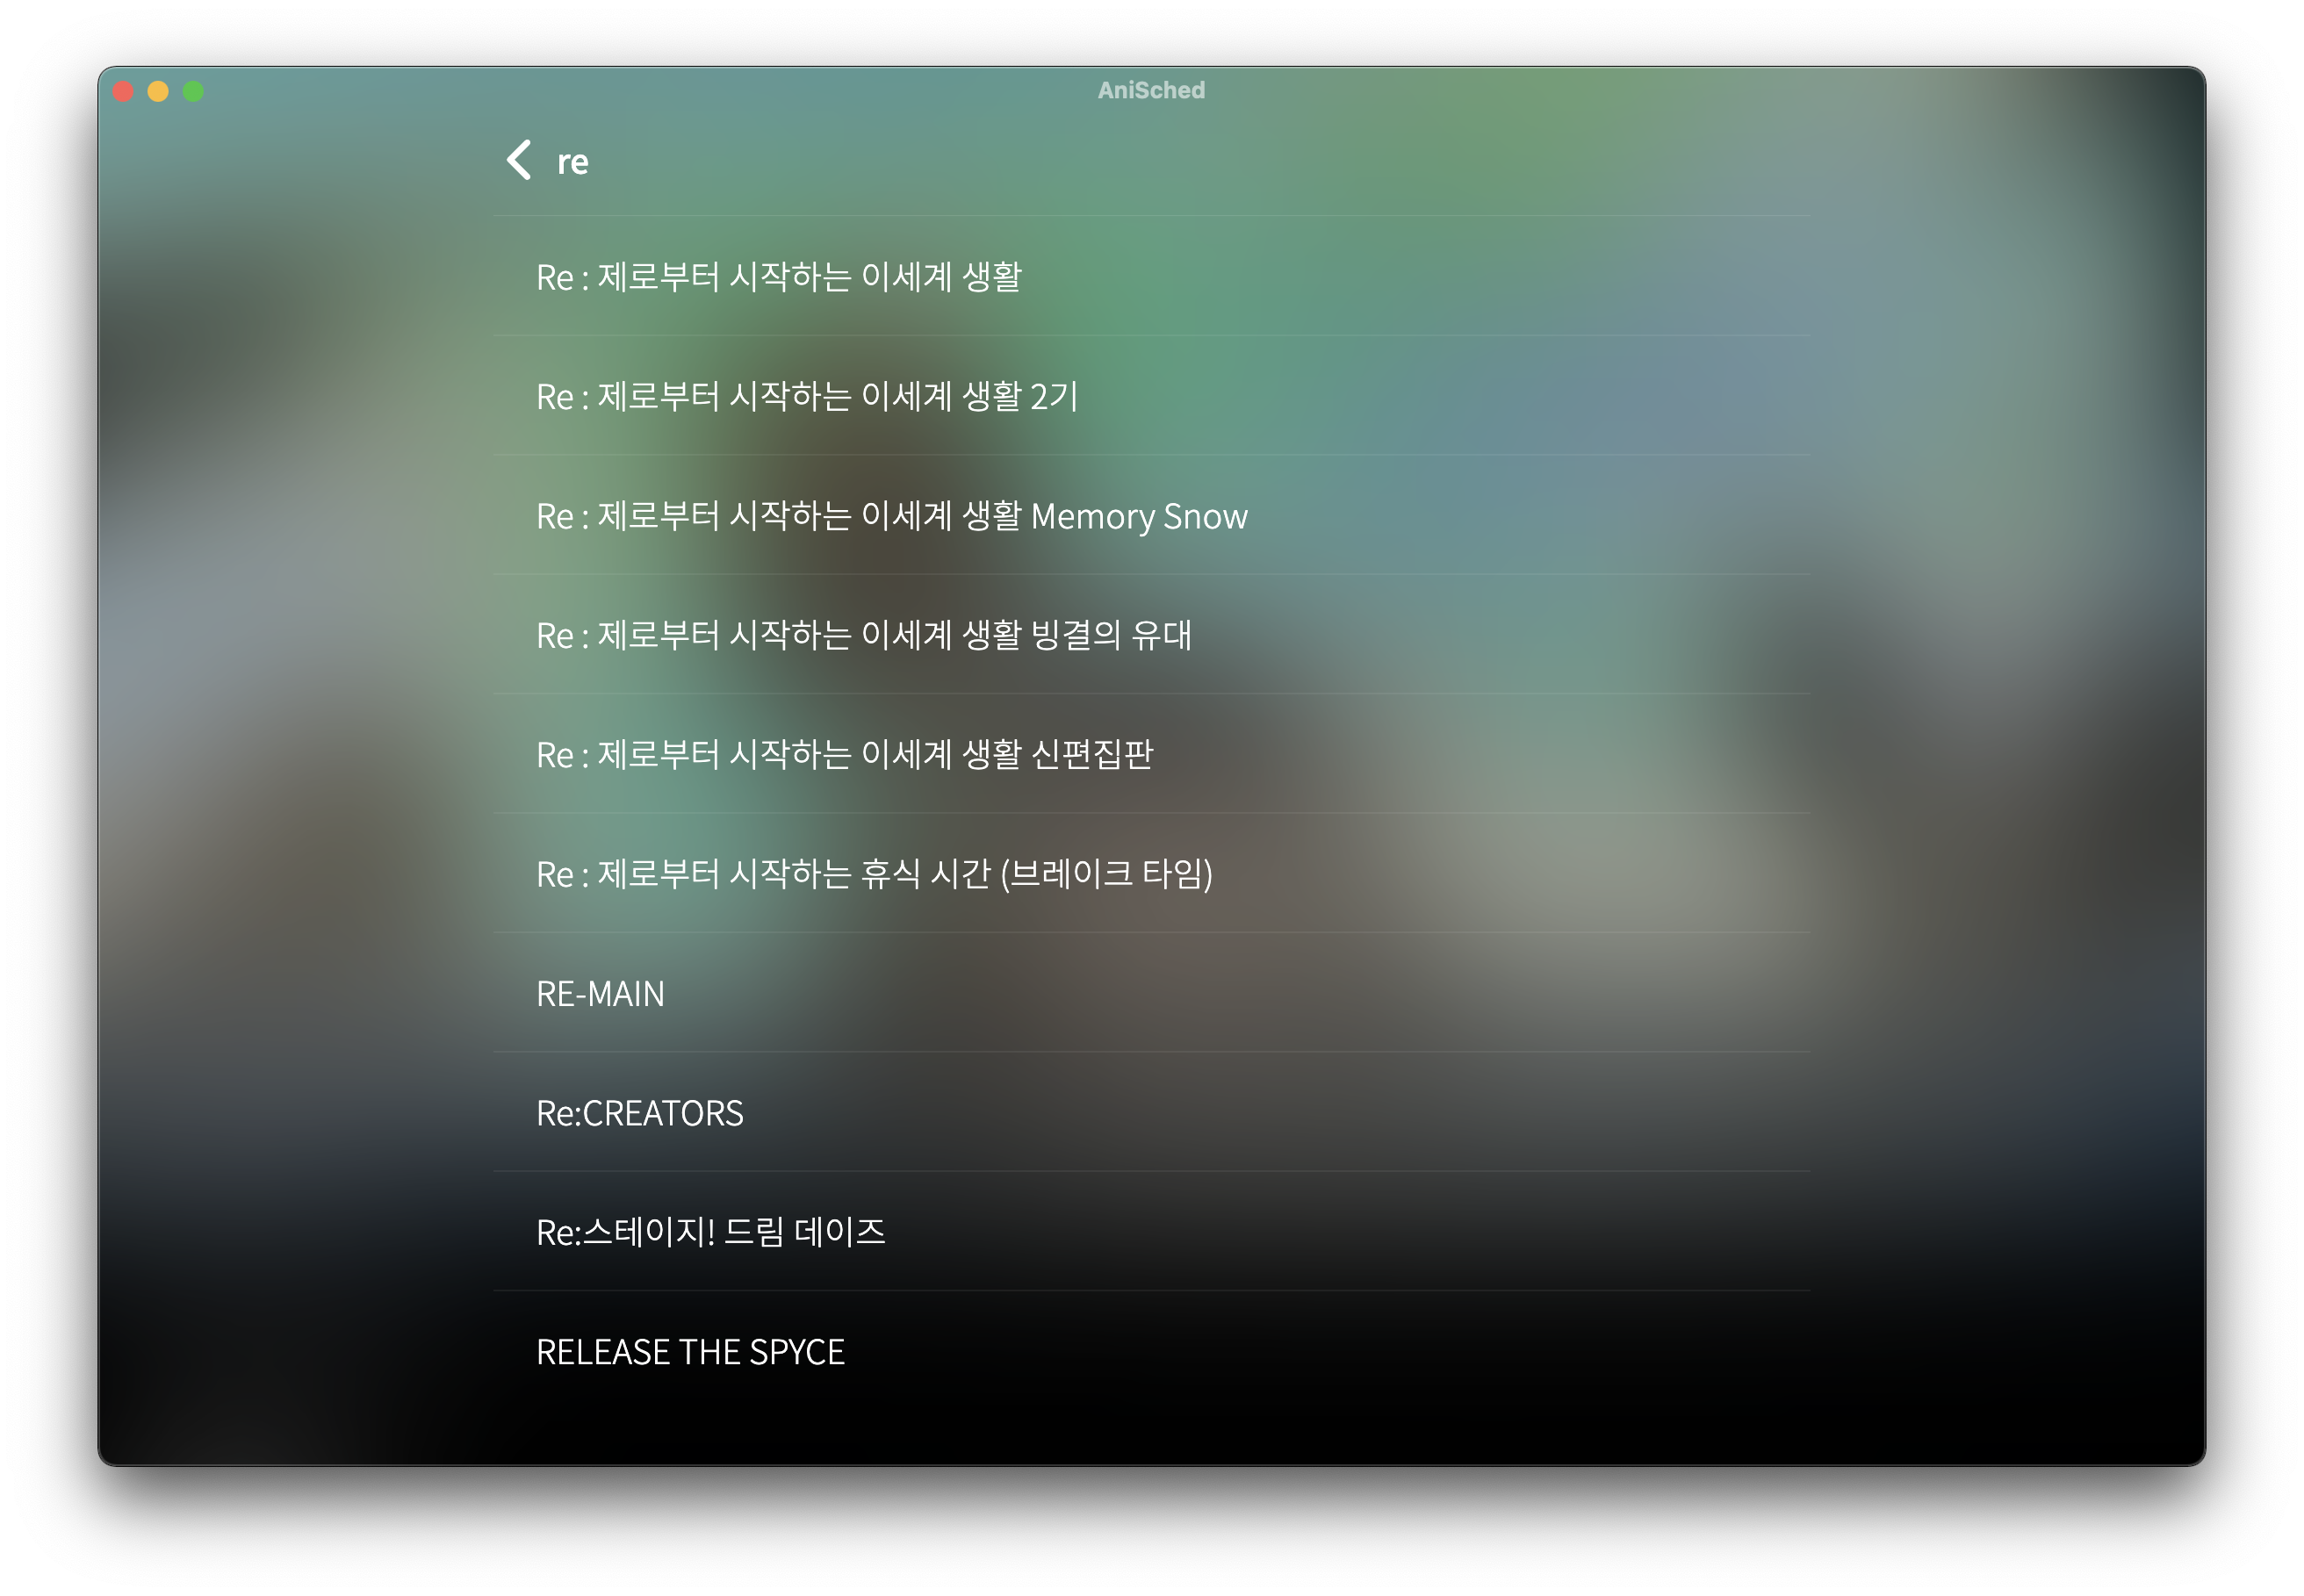 AniSched
re
Re : 제로부터 시작하는 이세계 생활
Re : 제로부터 시작하는 이세계 생활 2기
Re : 제로부터 시작하는 이세계 생활 Memory Snow
Re : 제로부터 시작하는 이세계 생활 빙결의 유대
Re : 제로부터 시작하는 이세계 생활 신편집판
Re : 제로부터 시작하는 휴식 시간 (브레이크 타임)
RE-MAIN
Re:CREATORS
Re:스테이지! 드림 데이즈
RELEASE THE SPYCE